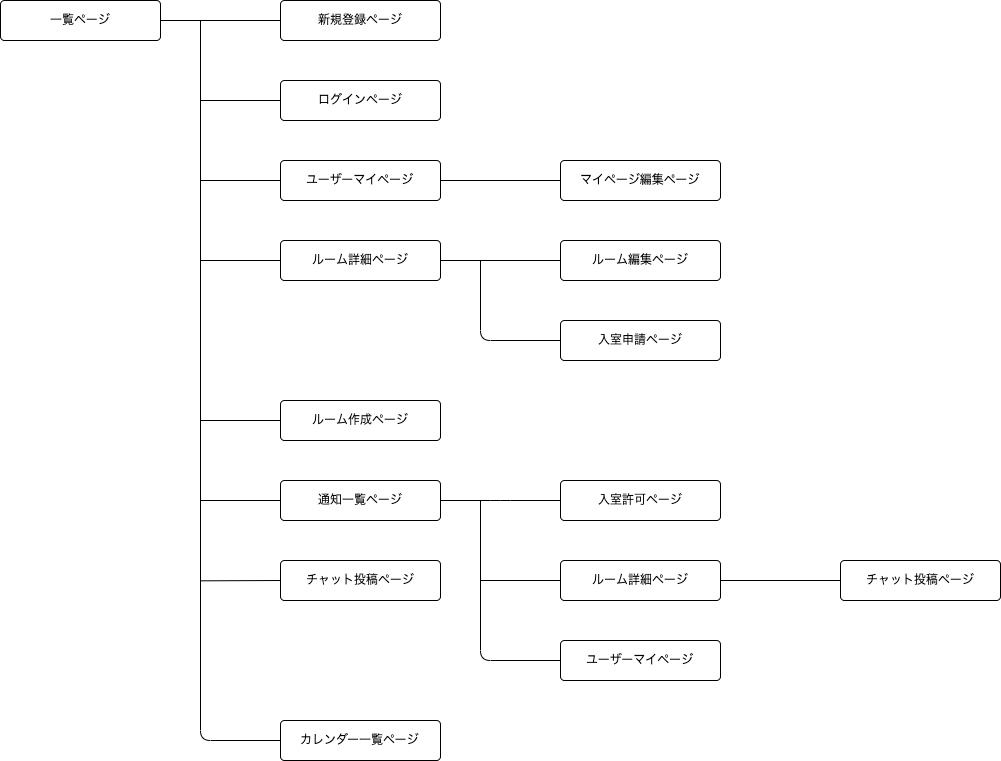 一覧ページ
新規登録ページ
ログインページ
ユーザーマイページ
マイページ編集ページ
ルーム詳細ページ
ルーム編集ページ
入室申請ページ
ルーム作成ページ
通知一覧ページ
入室許可ページ
チャット投稿ページ
ルーム詳細ページ
チャット投稿ページ
ユーザーマイページ
カレンダー一覧ページ